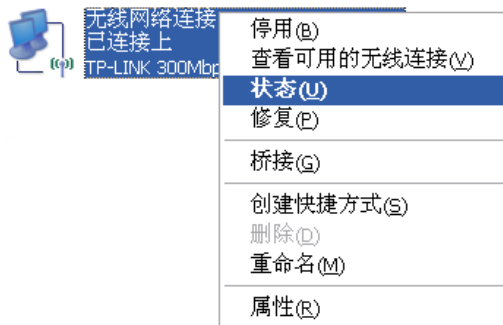 无线网络连接
已连接上
TP-LINK 300Mbp
停用(B)
查看可用的无线连接(V)
状态(U)
修复(P)
桥接(G)
创建快捷方式(S)
删除(D)
重命名(M)
属性(R)